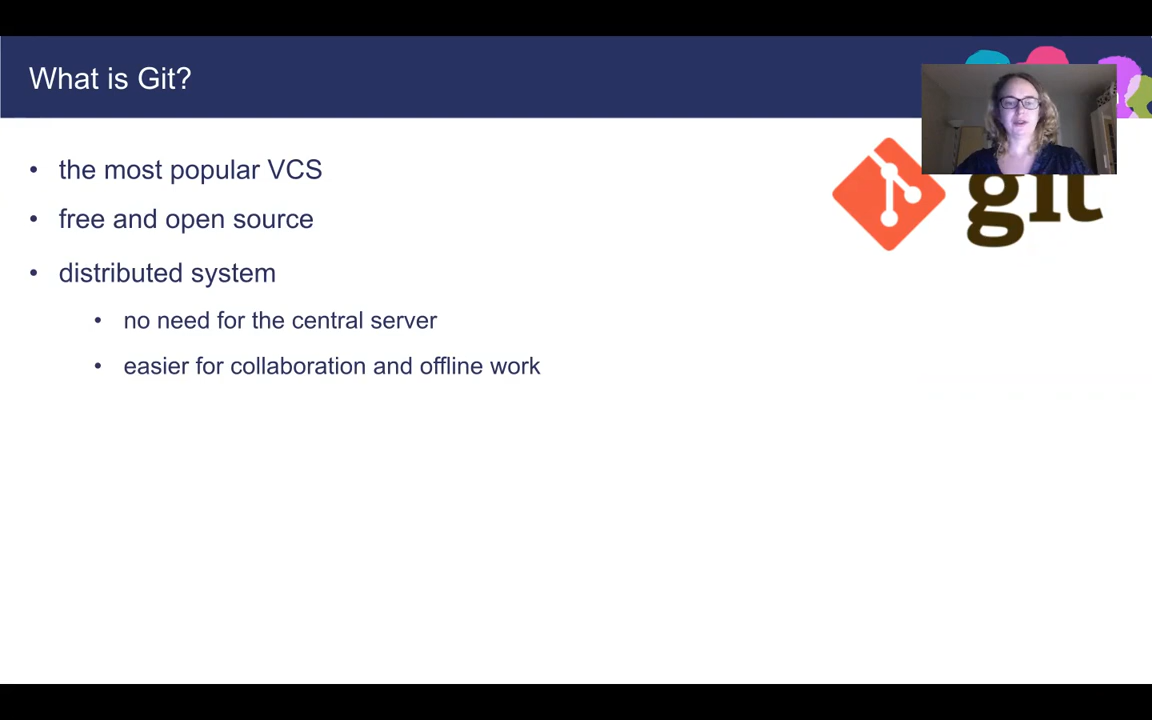 What is Git?
• the most popular VCS
• free and open source
• distributed system
• no need for the central server
• easier for collaboration and offline work
git